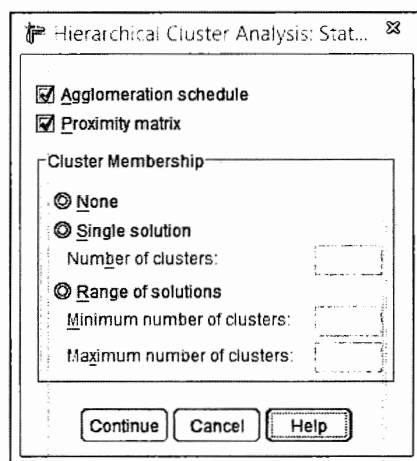 Hierarchical Cluster Analysis: Stat...
Agglomeration schedule
Proximity matrix
Cluster Membership
None
Single solution
Number of clusters:
Range of solutions
Minimum number of clusters:
Maximum number of clusters:
Continue Cancel Help